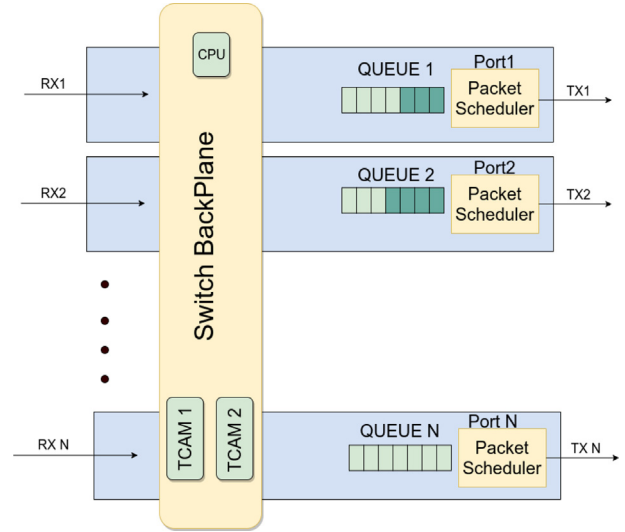 CPU
Port1
QUEUE 1
RX1
Packet
Scheduler
TX1
Port2
QUEUE 2
RX2
Packet
Scheduler
TX2
Switch BackPlane
TCAM 1
TCAM 2
Port N
QUEUE N
RX N
Packet
Scheduler
TX N